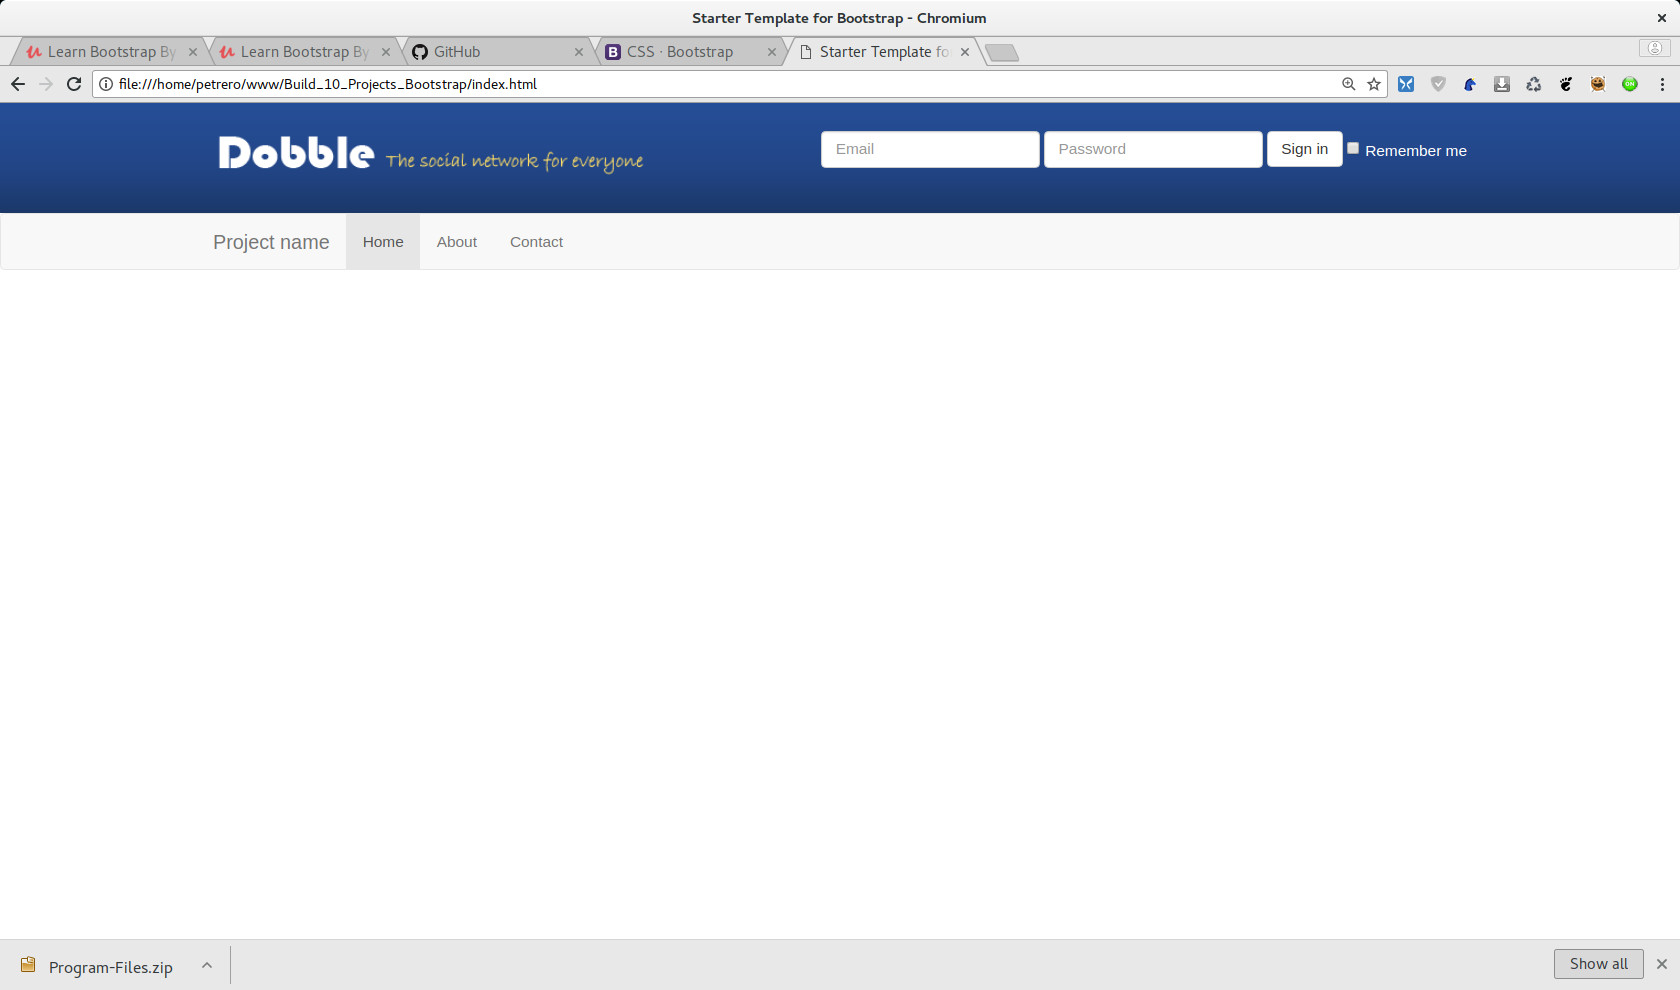 Starter Template for Bootstrap - Chromium
Learn Bootstrap By
Learn Bootstrap By
GitHub
CSS · Bootstrap
Starter Template fo
file:///home/petrero/www/Build_10_Projects_Bootstrap/index.html
ON
Dobble The social network for everyone
Email
Password
Sign in
Remember me
Project name
Home
About
Contact
Program-Files.zip
Show all